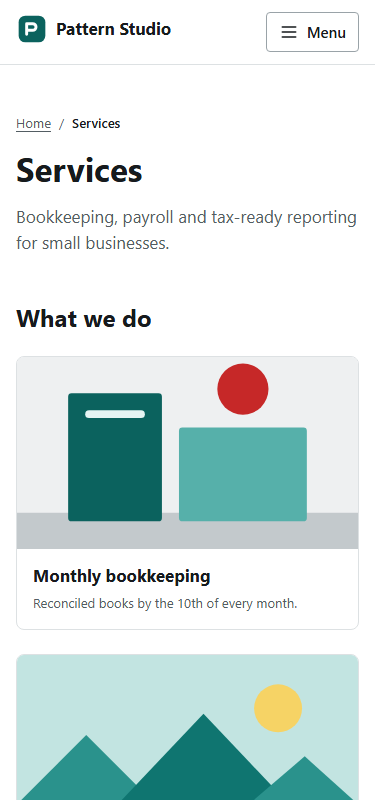 Pattern Studio
Menu
Home / Services
Services
Bookkeeping, payroll and tax-ready reporting
for small businesses.
What we do
Monthly bookkeeping
Reconciled books by the 10th of every month.